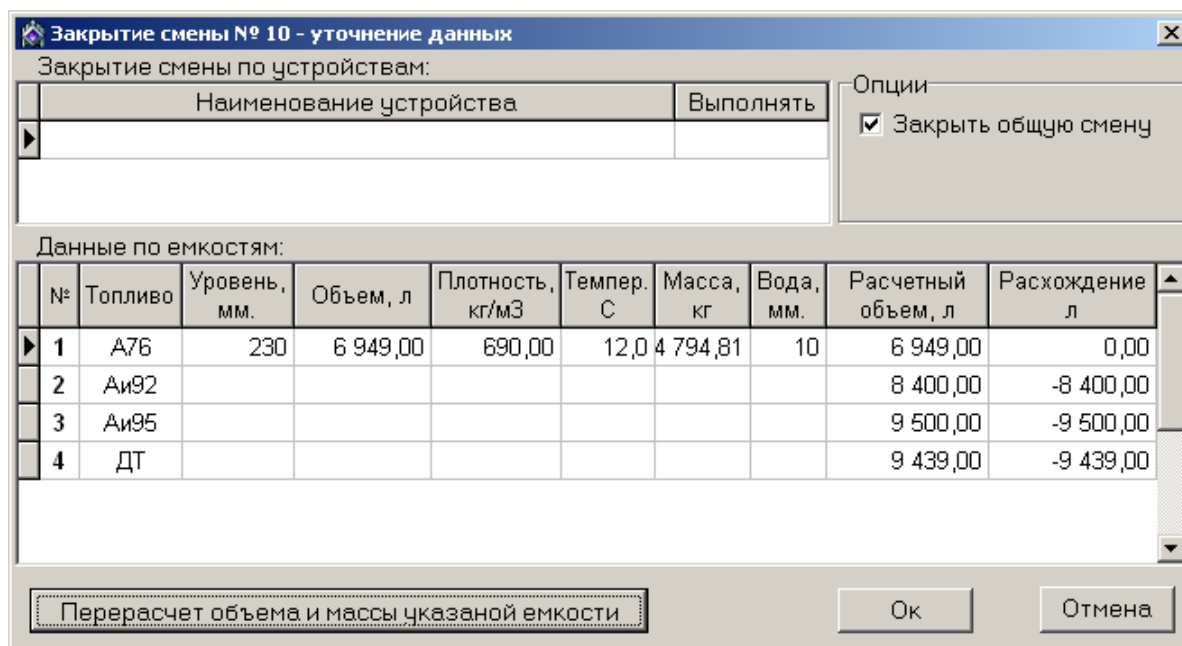 Закрытие смены № 10 - уточнение данных
Закрытие смены по устройствам:
Наименование устройства Выполнять
Опции
Закрыть общую смену
Данные по емкостям:
№ Топливо Уровень, мм. Объем, л Плотность, кг/м3 Темпер. С Масса, кг Вода, мм. Расчетный объем, л Расхождение л
1 А76 230 6 949,00 690,00 12,0 4 794,81 10 6 949,00 0,00
2 Аи92 8 400,00 -8 400,00
3 Аи95 9 500,00 -9 500,00
4 ДТ 9 439,00 -9 439,00
Перерасчет объема и массы указаной емкости Ок Отмена